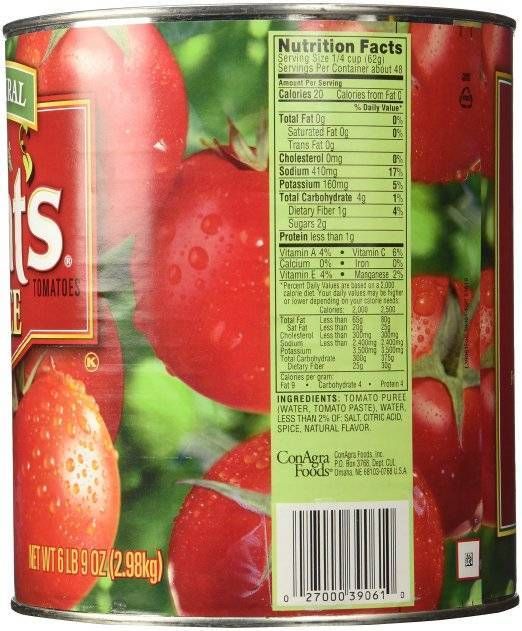 RAL
ts®
TOMATOES
E
K
NET WT 6 LB 9 OZ (2.98kg)
Nutrition Facts
Serving Size 1/4 cup (62g)
Servings Per Container about 48
Amount Per Serving
Calories 20 Calories from Fat 0
% Daily Value*
Total Fat 0g 0%
Saturated Fat 0g 0%
Trans Fat 0g
Cholesterol 0mg 0%
Sodium 410mg 17%
Potassium 160mg 5%
Total Carbohydrate 4g 1%
Dietary Fiber 1g 4%
Sugars 2g
Protein less than 1g
Vitamin A 4% • Vitamin C 6%
Calcium 0% • Iron 0%
Vitamin E 4% • Manganese 2%
*Percent Daily Values are based on a 2,000
calorie diet. Your daily values may be higher
or lower depending on your calorie needs:
Calories: 2,000 2,500
Total Fat Less than 65g 80g
Sat Fat Less than 20g 25g
Cholesterol Less than 300mg 300mg
Sodium Less than 2,400mg 2,400mg
Potassium 3,500mg 3,500mg
Total Carbohydrate 300g 375g
Dietary Fiber 25g 30g
Calories per gram:
Fat 9 • Carbohydrate 4 • Protein 4
INGREDIENTS: TOMATO PUREE
(WATER, TOMATO PASTE), WATER,
LESS THAN 2% OF: SALT, CITRIC ACID,
SPICE, NATURAL FLAVOR.
ConAgra
Foods®
ConAgra Foods, Inc.
P.O. Box 3768, Dept. CUL
Omaha, NE 68103-0768 U.S.A
0 27000 39061 0